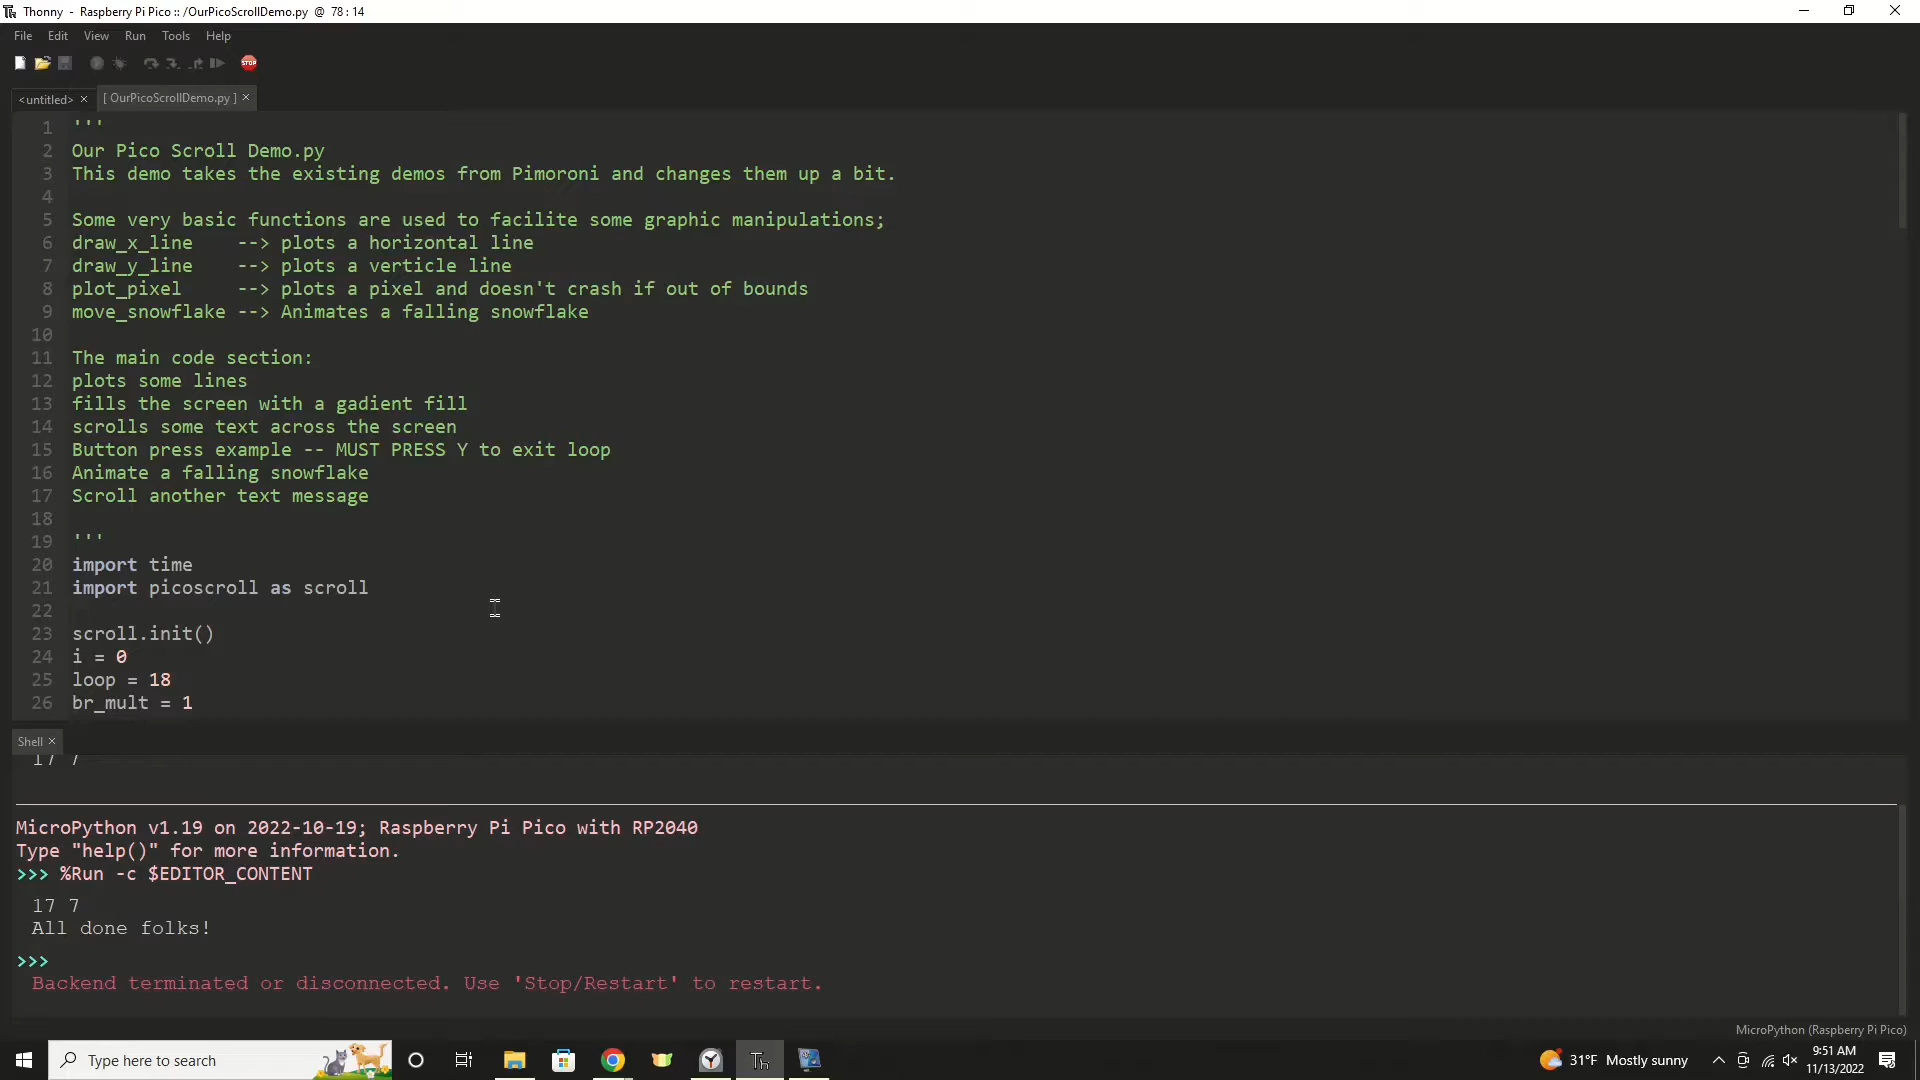 Thonny - Raspberry Pi Pico :: /OurPicoScrollDemo.py @ 78 : 14
File Edit View Run Tools Help
STOP
<untitled> × [ OurPicoScrollDemo.py ] ×
1 '''
2 Our Pico Scroll Demo.py
3 This demo takes the existing demos from Pimoroni and changes them up a bit.
4
5 Some very basic functions are used to facilite some graphic manipulations;
6 draw_x_line --> plots a horizontal line
7 draw_y_line --> plots a verticle line
8 plot_pixel --> plots a pixel and doesn't crash if out of bounds
9 move_snowflake --> Animates a falling snowflake
10
11 The main code section:
12 plots some lines
13 fills the screen with a gadient fill
14 scrolls some text across the screen
15 Button press example -- MUST PRESS Y to exit loop
16 Animate a falling snowflake
17 Scroll another text message
18
19 '''
20 import time
21 import picoscroll as scroll
22
23 scroll.init()
24 i = 0
25 loop = 18
26 br_mult = 1
Shell ×
17 7
MicroPython v1.19 on 2022-10-19; Raspberry Pi Pico with RP2040
Type "help()" for more information.
>>> %Run -c $EDITOR_CONTENT
17 7
All done folks!
>>>
Backend terminated or disconnected. Use 'Stop/Restart' to restart.
MicroPython (Raspberry Pi Pico)
Type here to search
Th
31°F Mostly sunny
9:51 AM
11/13/2022